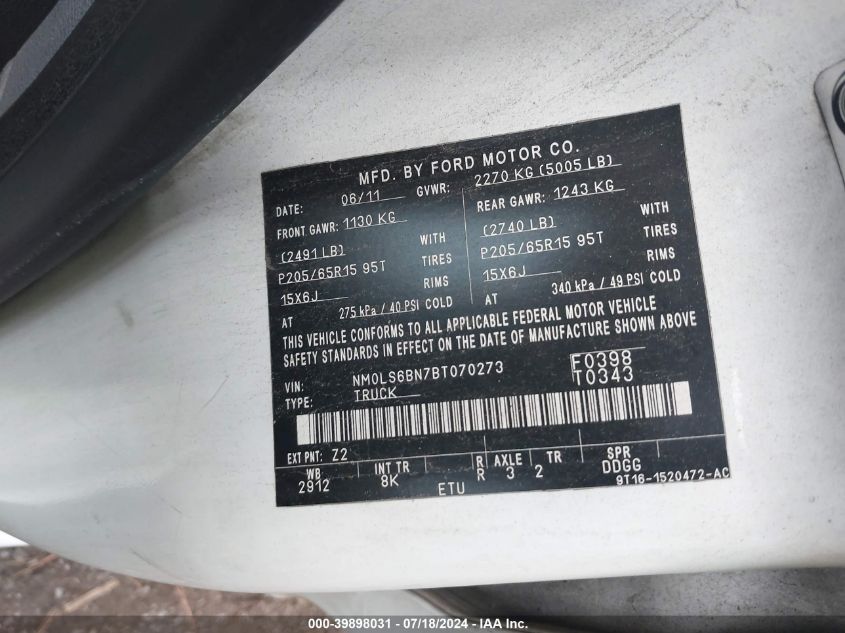 MFD. BY FORD MOTOR CO.
DATE: 06/11 GVWR: 2270 KG (5005 LB)
FRONT GAWR: 1130 KG REAR GAWR: 1243 KG
(2491 LB) WITH (2740 LB) WITH
P205/65R15 95T TIRES P205/65R15 95T TIRES
15X6J RIMS 15X6J RIMS
AT 275 kPa / 40 PSI COLD AT 340 kPa / 49 PSI COLD
THIS VEHICLE CONFORMS TO ALL APPLICABLE FEDERAL MOTOR VEHICLE
SAFETY STANDARDS IN EFFECT ON THE DATE OF MANUFACTURE SHOWN ABOVE
VIN: NM0LS6BN7BT070273 F0398
TYPE: TRUCK T0343
EXT PNT: Z2
WB INT TR R AXLE TR SPR
2912 8K R 3 2 DDGG
ETU 9T16-1520472-AC
000-39898031 - 07/18/2024 - IAA Inc.